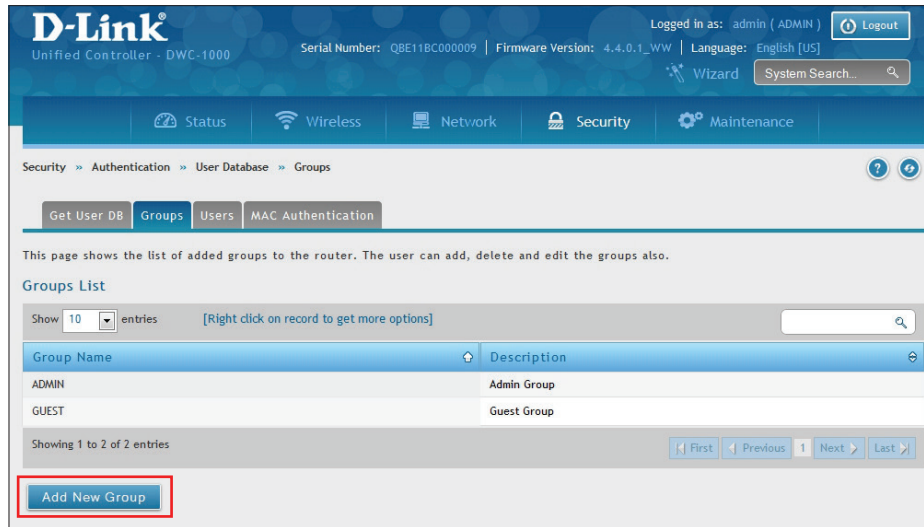 D-Link
Logged in as: admin ( ADMIN ) Logout
Unified Controller - DWC-1000
Serial Number: QBE11BC000009 | Firmware Version: 4.4.0.1_WW | Language: English [US]
Wizard System Search...
Status Wireless Network Security Maintenance
Security » Authentication » User Database » Groups
Get User DB Groups Users MAC Authentication
This page shows the list of added groups to the router. The user can add, delete and edit the groups also.
Groups List
Show 10 entries [Right click on record to get more options]
Group Name Description
ADMIN Admin Group
GUEST Guest Group
Showing 1 to 2 of 2 entries First Previous 1 Next Last
Add New Group